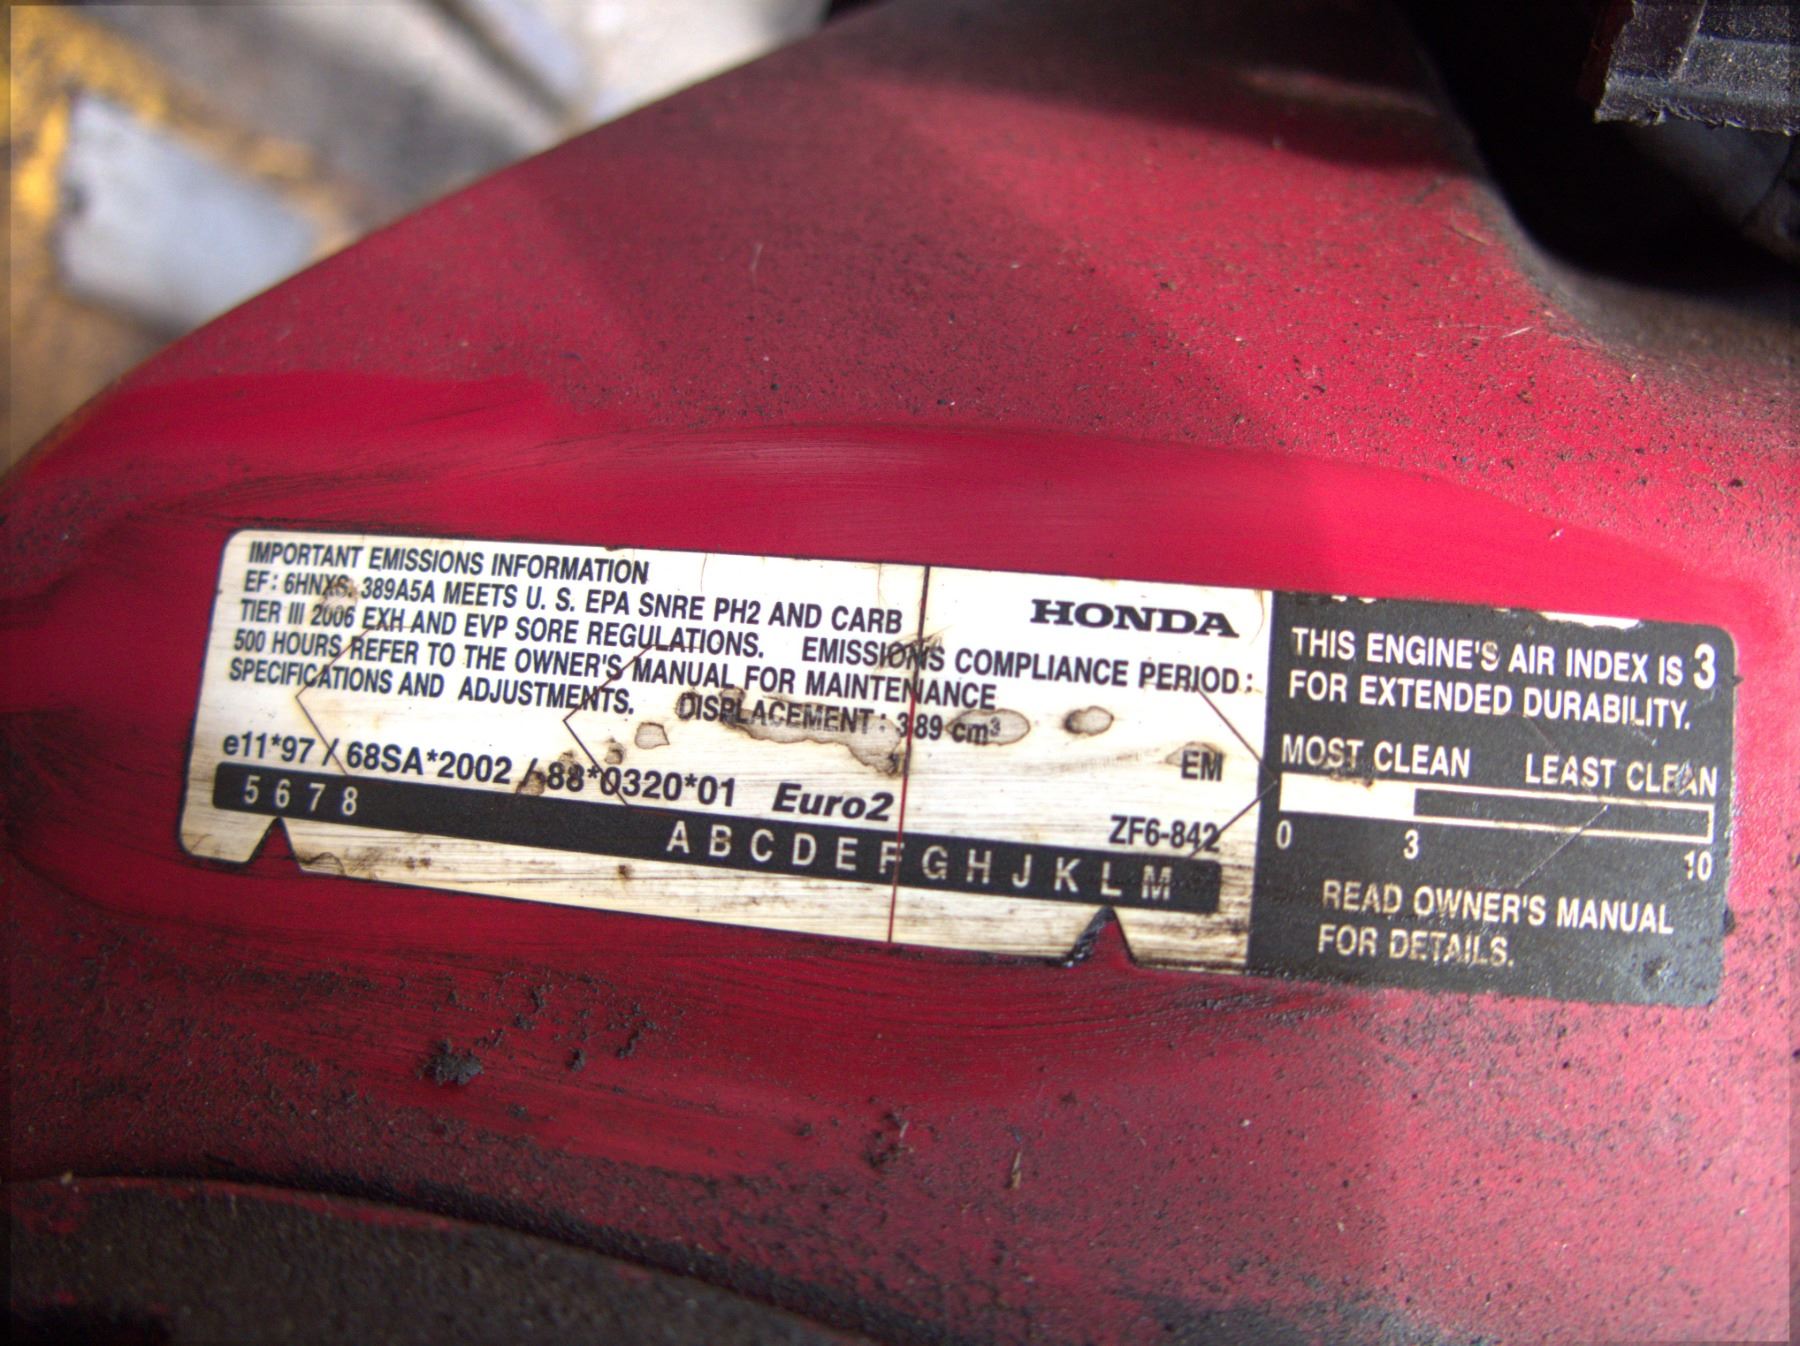 IMPORTANT EMISSIONS INFORMATION
EF: 6HNXS. 389A5A MEETS U. S. EPA SNRE PH2 AND CARB
TIER III 2006 EXH AND EVP SORE REGULATIONS. EMISSIONS COMPLIANCE PERIOD:
500 HOURS REFER TO THE OWNER'S MANUAL FOR MAINTENANCE
SPECIFICATIONS AND ADJUSTMENTS. DISPLACEMENT: 389 cm³
HONDA
EM
e11*97 / 68SA*2002 / 88*0320*01 Euro2
ZF6-842
5 6 7 8
A B C D E F G H J K L M
THIS ENGINE'S AIR INDEX IS 3
FOR EXTENDED DURABILITY.
MOST CLEAN LEAST CLEAN
0 3 10
READ OWNER'S MANUAL
FOR DETAILS.